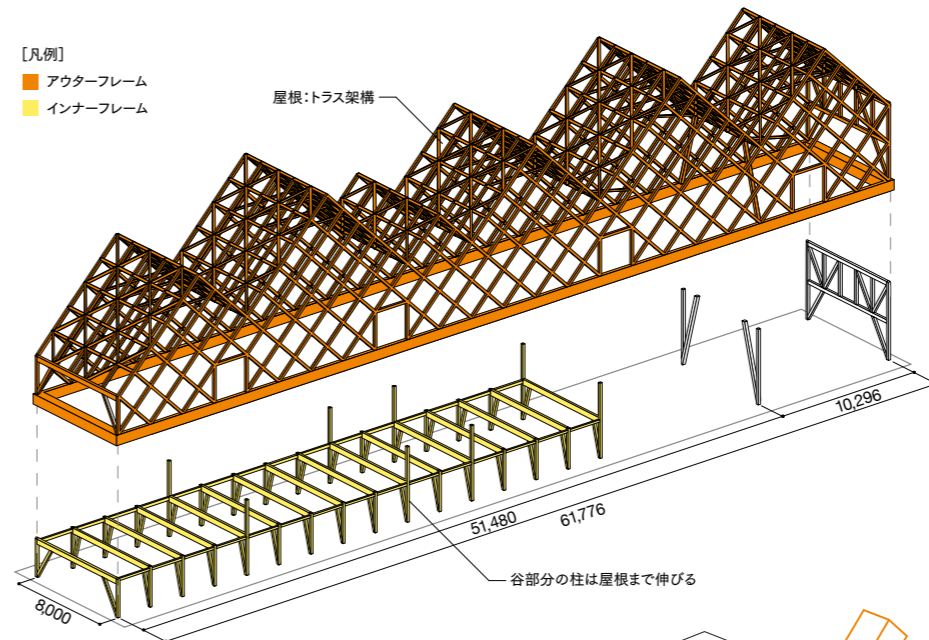 [凡例]
アウターフレーム
インナーフレーム
屋根:トラス架構
10,296
51,480
61,776
谷部分の柱は屋根まで伸びる
8,000